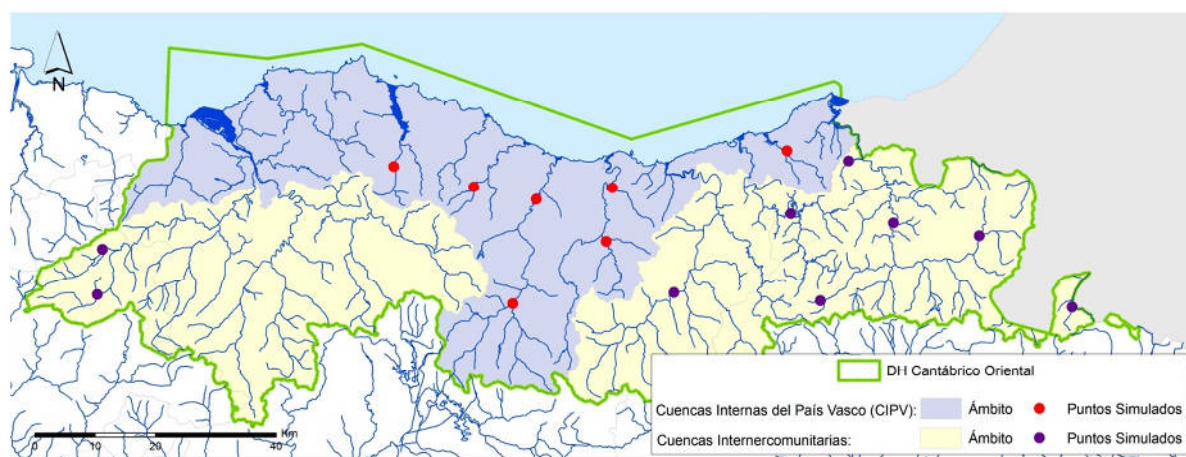 N
Km
0 10 20 40
DH Cantábrico Oriental
Cuencas Internas del País Vasco (CIPV): Ámbito Puntos Simulados
Cuencas Internercomunitarias: Ámbito Puntos Simulados